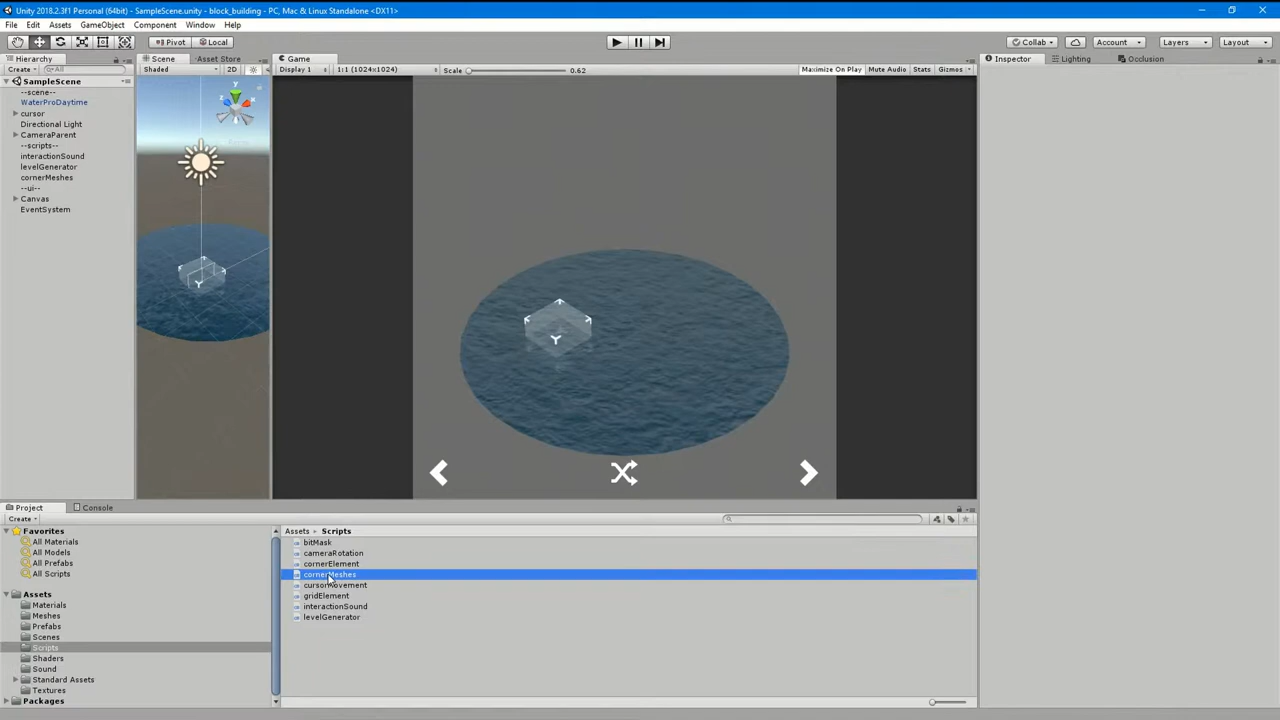 Unity 2018.2.3f1 Personal (64bit) - SampleScene.unity - block_building - PC, Mac & Linux Standalone <DX11>
File Edit Assets GameObject Component Window Help
Pivot Local Collab Account Layers Layout
Hierarchy Scene Asset Store Game Inspector Lighting Occlusion
Create All Shaded 2D Display 1 1:1 (1024x1024) Scale 0.62 Maximize On Play Mute Audio Stats Gizmos
SampleScene
--scene--
WaterProDaytime
cursor
Directional Light
CameraParent
--scripts--
interactionSound
levelGenerator
cornerMeshes
--ui--
Canvas
EventSystem
y
z x
Project Console
Create
Favorites
All Materials
All Models
All Prefabs
All Scripts
Assets
Materials
Meshes
Prefabs
Scenes
Scripts
Shaders
Sound
Standard Assets
Textures
Packages
Assets Scripts
bitMask
cameraRotation
cornerElement
cornerMeshes
cursorMovement
gridElement
interactionSound
levelGenerator